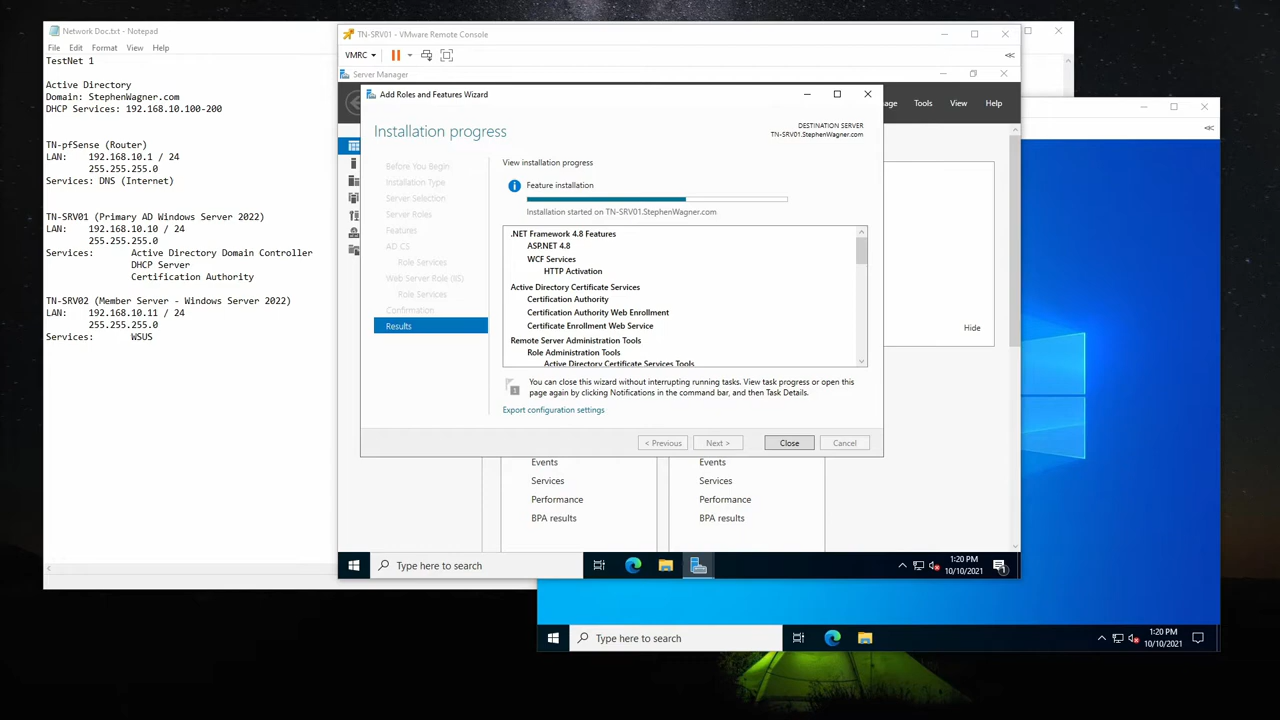 Network Doc.txt - Notepad
File Edit Format View Help
TestNet 1
Active Directory
Domain: StephenWagner.com
DHCP Services: 192.168.10.100-200
TN-pfSense (Router)
LAN: 192.168.10.1 / 24
255.255.255.0
Services: DNS (Internet)
TN-SRV01 (Primary AD Windows Server 2022)
LAN: 192.168.10.10 / 24
255.255.255.0
Services: Active Directory Domain Controller
DHCP Server
Certification Authority
TN-SRV02 (Member Server - Windows Server 2022)
LAN: 192.168.10.11 / 24
255.255.255.0
Services: WSUS
TN-SRV01 - VMware Remote Console
VMRC
Server Manager
Tools View Help
Add Roles and Features Wizard
Installation progress
DESTINATION SERVER
TN-SRV01.StephenWagner.com
Before You Begin
Installation Type
Server Selection
Server Roles
Features
AD CS
Role Services
Web Server Role (IIS)
Role Services
Confirmation
Results
View installation progress
Feature installation
Installation started on TN-SRV01.StephenWagner.com
.NET Framework 4.8 Features
ASP.NET 4.8
WCF Services
HTTP Activation
Active Directory Certificate Services
Certification Authority
Certification Authority Web Enrollment
Certificate Enrollment Web Service
Remote Server Administration Tools
Role Administration Tools
Active Directory Certificate Services Tools
You can close this wizard without interrupting running tasks. View task progress or open this
page again by clicking Notifications in the command bar, and then Task Details.
Export configuration settings
< Previous Next > Close Cancel
Hide
Events Events
Services Services
Performance Performance
BPA results BPA results
Type here to search
1:20 PM
10/10/2021
1
Type here to search
1:20 PM
10/10/2021